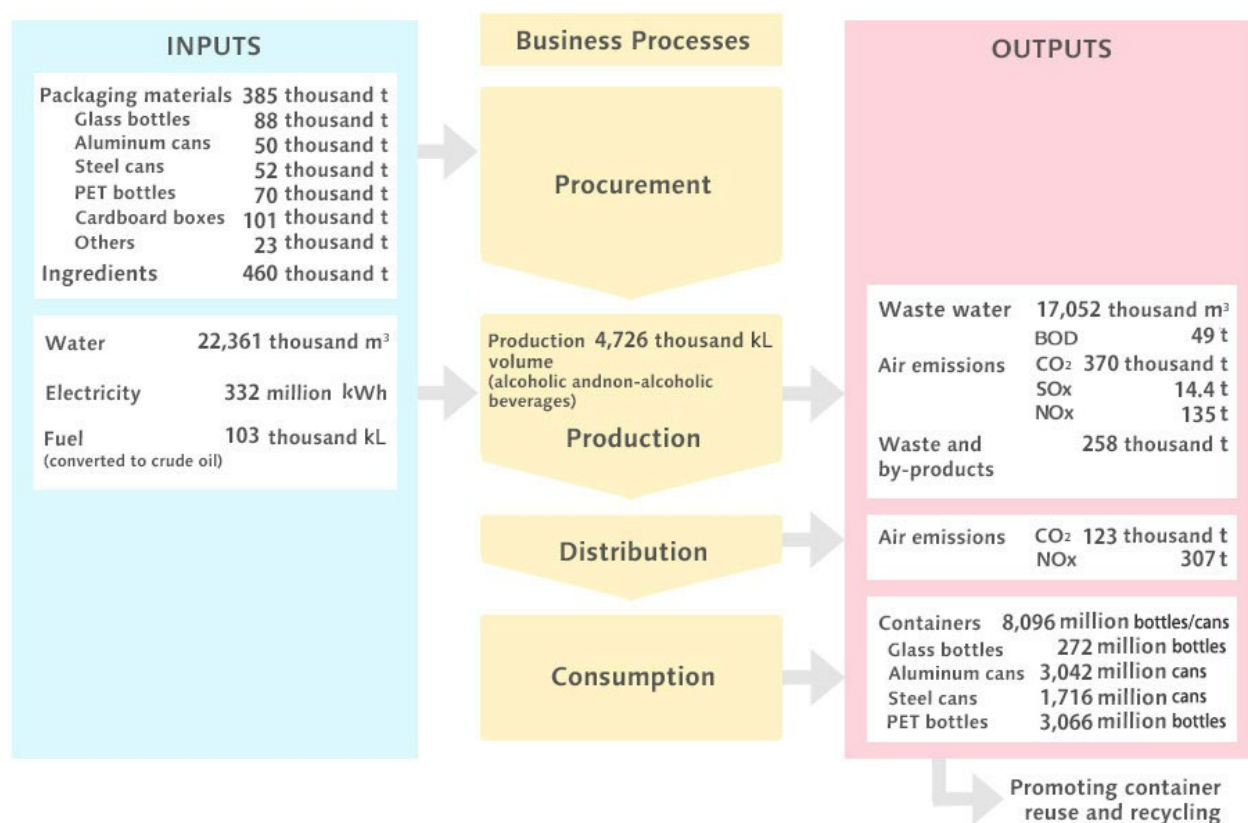 INPUTS
Packaging materials 385 thousand t
Glass bottles 88 thousand t
Aluminum cans 50 thousand t
Steel cans 52 thousand t
PET bottles 70 thousand t
Cardboard boxes 101 thousand t
Others 23 thousand t
Ingredients 460 thousand t
Water 22,361 thousand m³
Electricity 332 million kWh
Fuel 103 thousand kL
(converted to crude oil)
Business Processes
Procurement
Production 4,726 thousand kL
volume
(alcoholic andnon-alcoholic
beverages)
Production
Distribution
Consumption
OUTPUTS
Waste water 17,052 thousand m³
BOD 49 t
Air emissions CO₂ 370 thousand t
SOx 14.4 t
NOx 135 t
Waste and 258 thousand t
by-products
Air emissions CO₂ 123 thousand t
NOx 307 t
Containers 8,096 million bottles/cans
Glass bottles 272 million bottles
Aluminum cans 3,042 million cans
Steel cans 1,716 million cans
PET bottles 3,066 million bottles
Promoting container
reuse and recycling